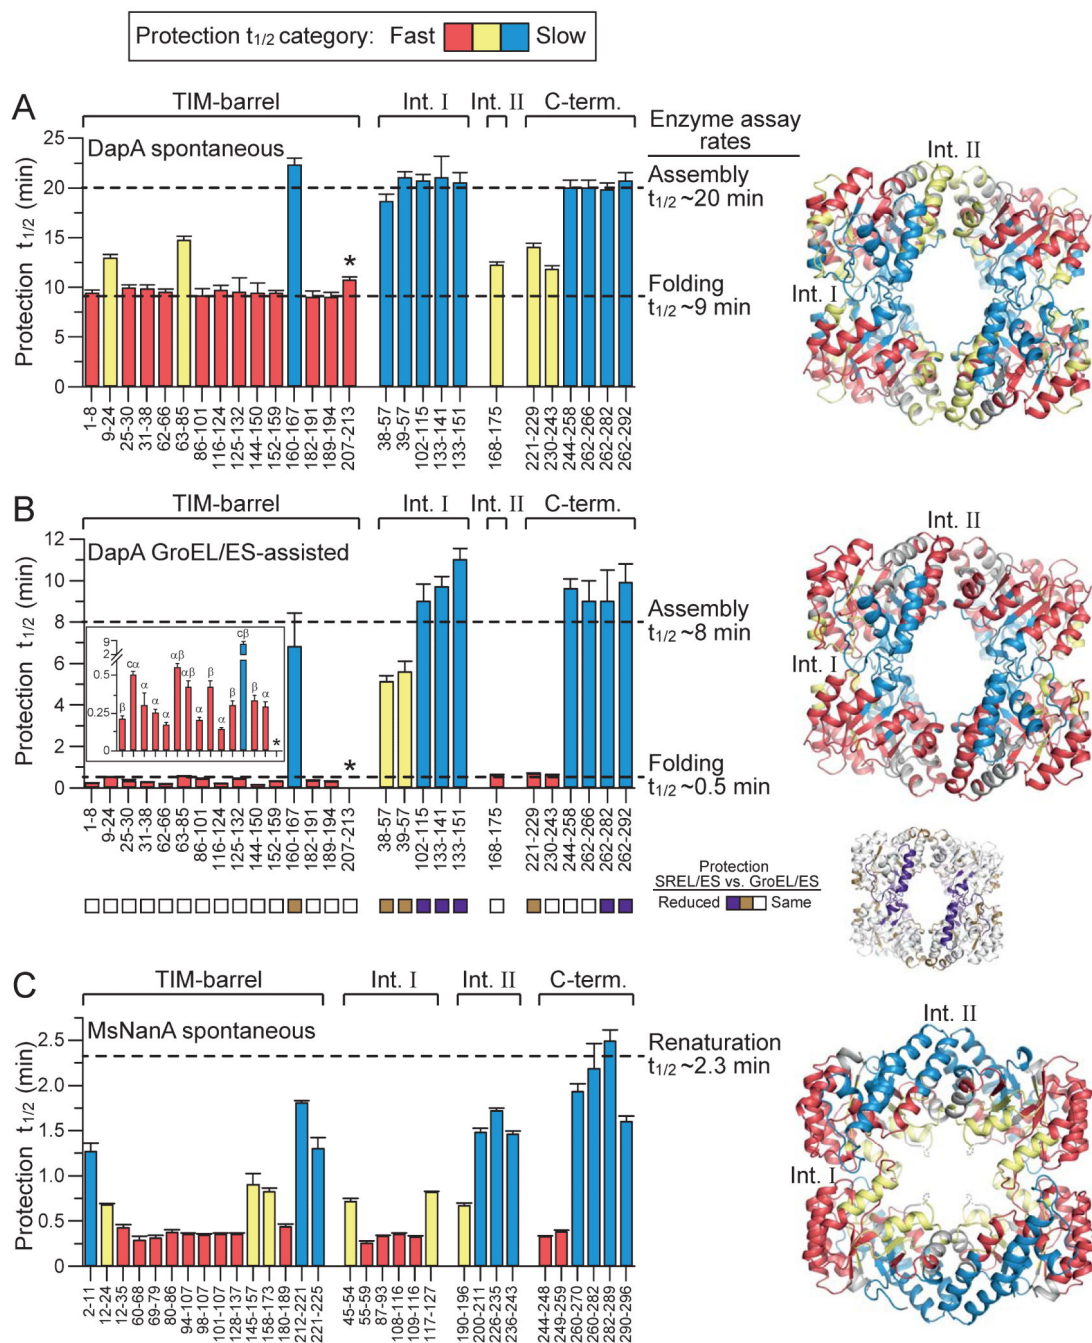 Protection t1/2 category: Fast Slow
A
TIM-barrel Int. I Int. II C-term.
DapA spontaneous
Protection t1/2 (min)
25
20
15
10
5
0
*
1-8
9-24
25-30
31-38
62-66
63-85
86-101
116-124
125-132
144-150
152-159
160-167
182-191
189-194
207-213
38-57
39-57
102-115
133-141
133-151
168-175
221-229
230-243
244-258
262-266
262-282
262-292
Enzyme assay
rates
Assembly
t1/2 ~20 min
Folding
t1/2 ~9 min
Int. II
Int. I
B
TIM-barrel Int. I Int. II C-term.
DapA GroEL/ES-assisted
Protection t1/2 (min)
12
10
8
6
4
2
0
9
2
0.5
0.25
0
β
cα
α
α
α
αβ
αβ
α
β
α
β
cβ
β
α
*
*
1-8
9-24
25-30
31-38
62-66
63-85
86-101
116-124
125-132
144-150
152-159
160-167
182-191
189-194
207-213
38-57
39-57
102-115
133-141
133-151
168-175
221-229
230-243
244-258
262-266
262-282
262-292
Assembly
t1/2 ~8 min
Folding
t1/2 ~0.5 min
Int. II
Int. I
Protection
SREL/ES vs. GroEL/ES
Reduced Same
C
TIM-barrel Int. I Int. II C-term.
MsNanA spontaneous
Protection t1/2 (min)
2.5
2.0
1.5
1.0
0.5
0
2-11
12-24
12-35
60-68
69-79
80-86
94-107
98-107
101-107
128-137
145-157
158-173
180-189
212-221
221-225
45-54
55-59
87-93
108-116
109-116
117-127
190-196
200-211
226-235
236-243
244-248
249-259
260-270
260-282
282-289
290-296
Renaturation
t1/2 ~2.3 min
Int. II
Int. I